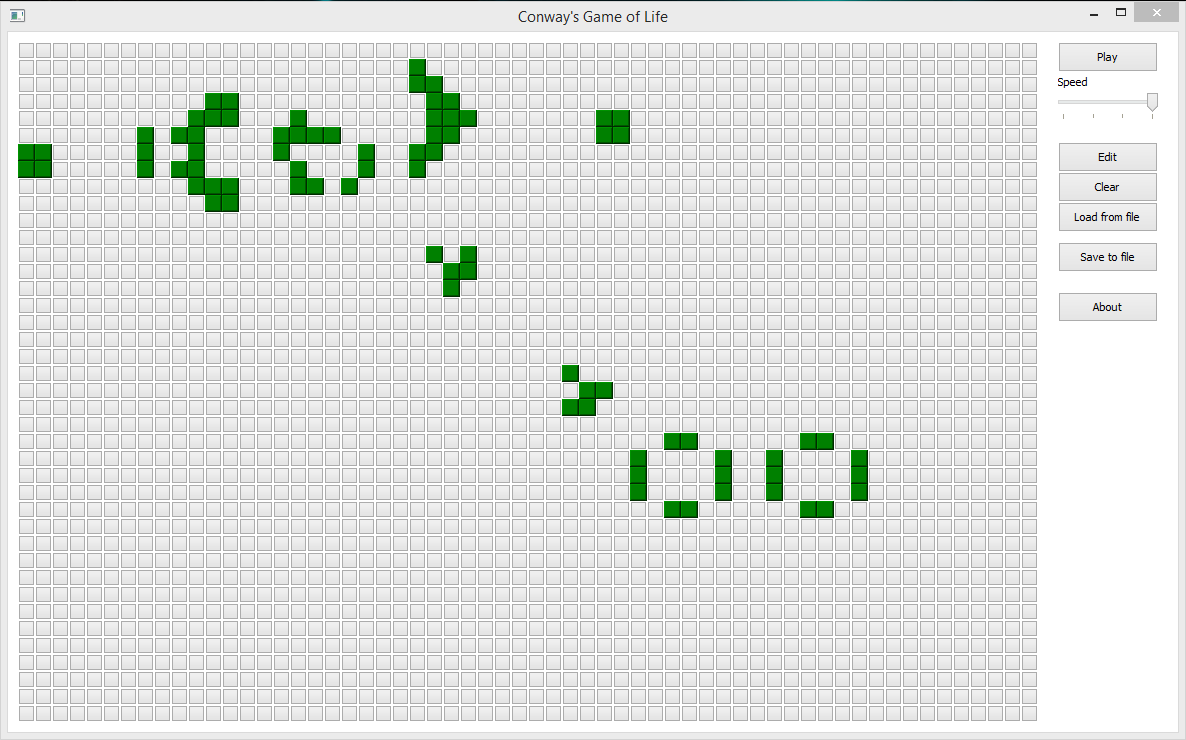 Conway's Game of Life
Play
Speed
Edit
Clear
Load from file
Save to file
About